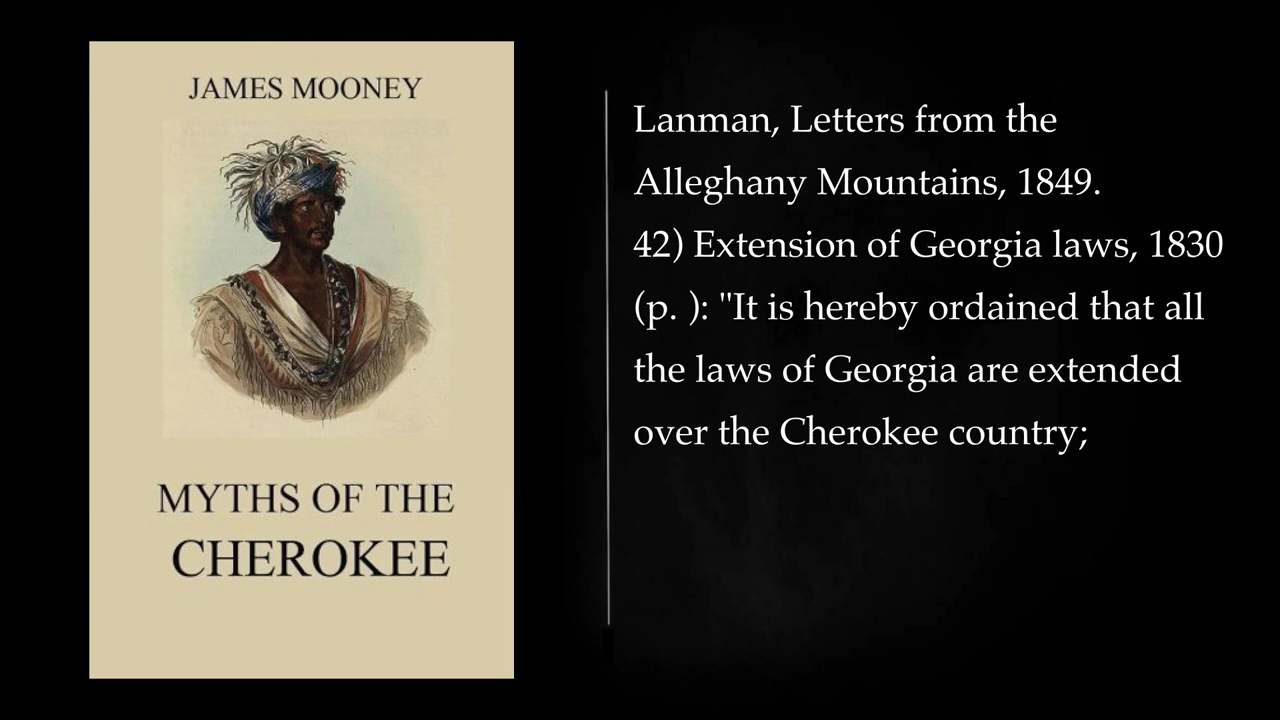 JAMES MOONEY
MYTHS OF THE
CHEROKEE
Lanman, Letters from the
Alleghany Mountains, 1849.
42) Extension of Georgia laws, 1830
(p. ): "It is hereby ordained that all
the laws of Georgia are extended
over the Cherokee country;